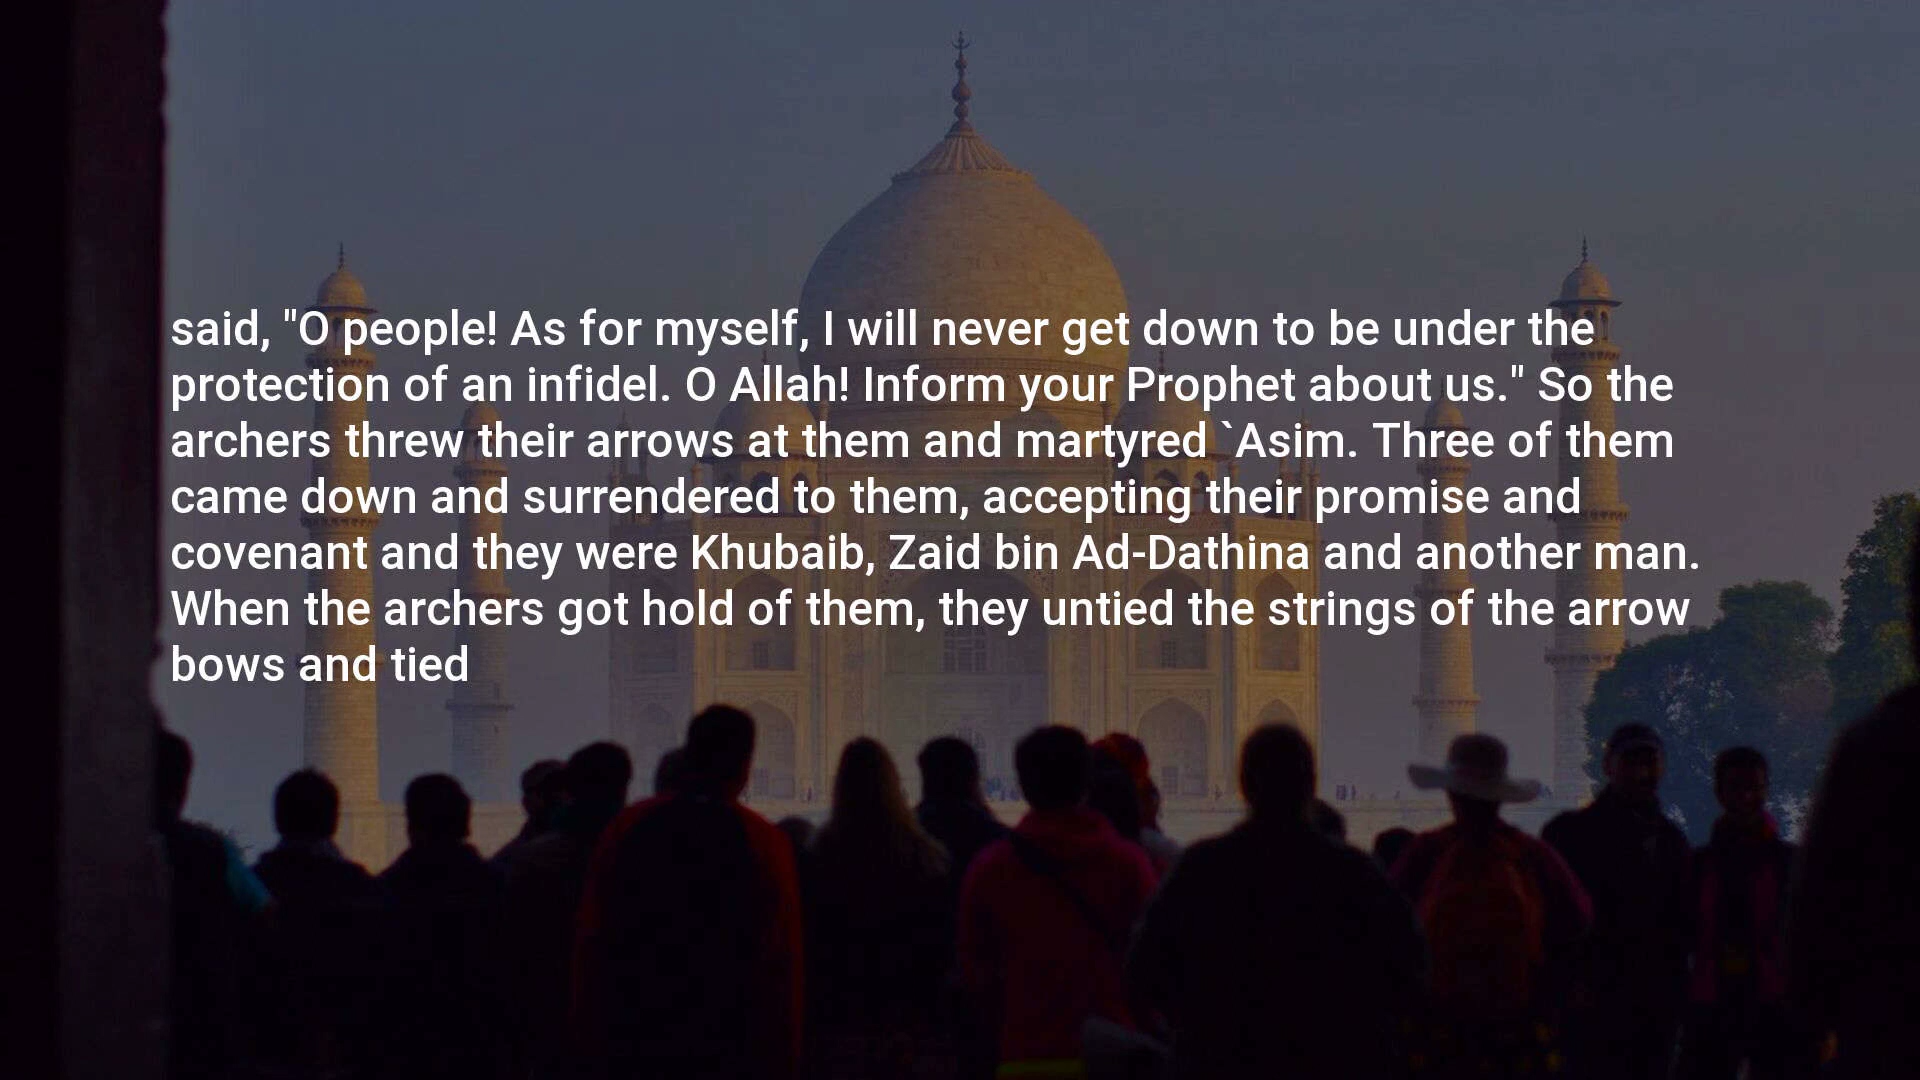 said, "O people! As for myself, I will never get down to be under the
protection of an infidel. O Allah! Inform your Prophet about us." So the
archers threw their arrows at them and martyred `Asim. Three of them
came down and surrendered to them, accepting their promise and
covenant and they were Khubaib, Zaid bin Ad-Dathina and another man.
When the archers got hold of them, they untied the strings of the arrow
bows and tied